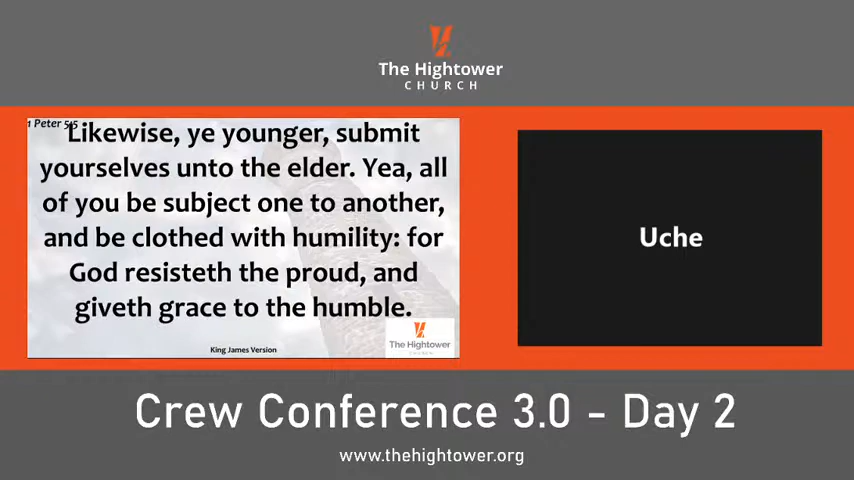 The Hightower
CHURCH
1 Peter 5:5
Likewise, ye younger, submit
yourselves unto the elder. Yea, all
of you be subject one to another,
and be clothed with humility: for
God resisteth the proud, and
giveth grace to the humble.
King James Version
The Hightower
CHURCH
Uche
Crew Conference 3.0 - Day 2
www.thehightower.org